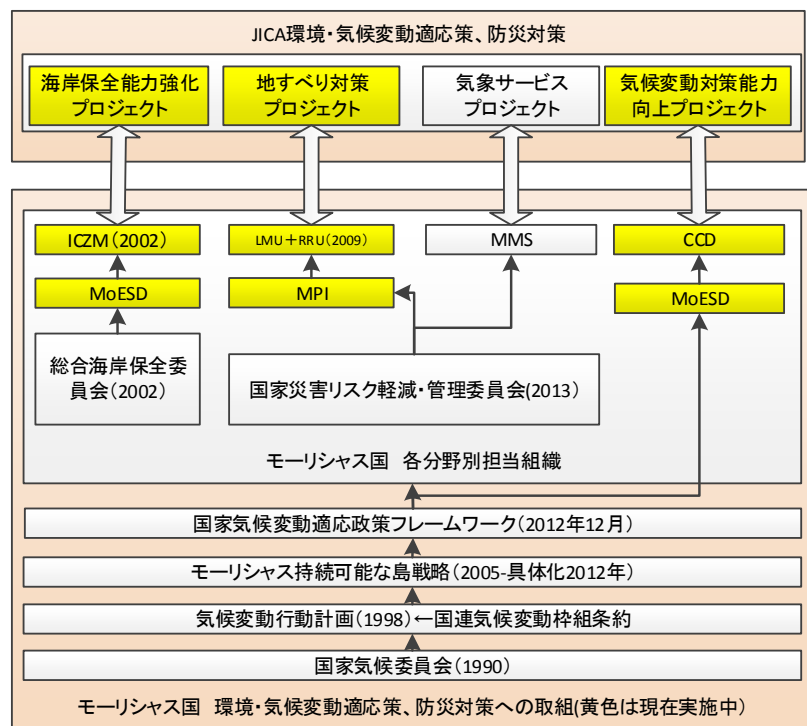 JICA環境・気候変動適応策、防災対策
海岸保全能力強化
プロジェクト
地すべり対策
プロジェクト
気象サービス
プロジェクト
気候変動対策能力
向上プロジェクト
ICZM(2002)
LMU+RRU(2009)
MMS
CCD
MoESD
MPI
MoESD
総合海岸保全委
員会(2002)
国家災害リスク軽減・管理委員会(2013)
モーリシャス国　各分野別担当組織
国家気候変動適応政策フレームワーク(2012年12月)
モーリシャス持続可能な島戦略(2005-具体化2012年)
気候変動行動計画(1998)←国連気候変動枠組条約
国家気候委員会(1990)
モーリシャス国　環境・気候変動適応策、防災対策への取組(黄色は現在実施中)